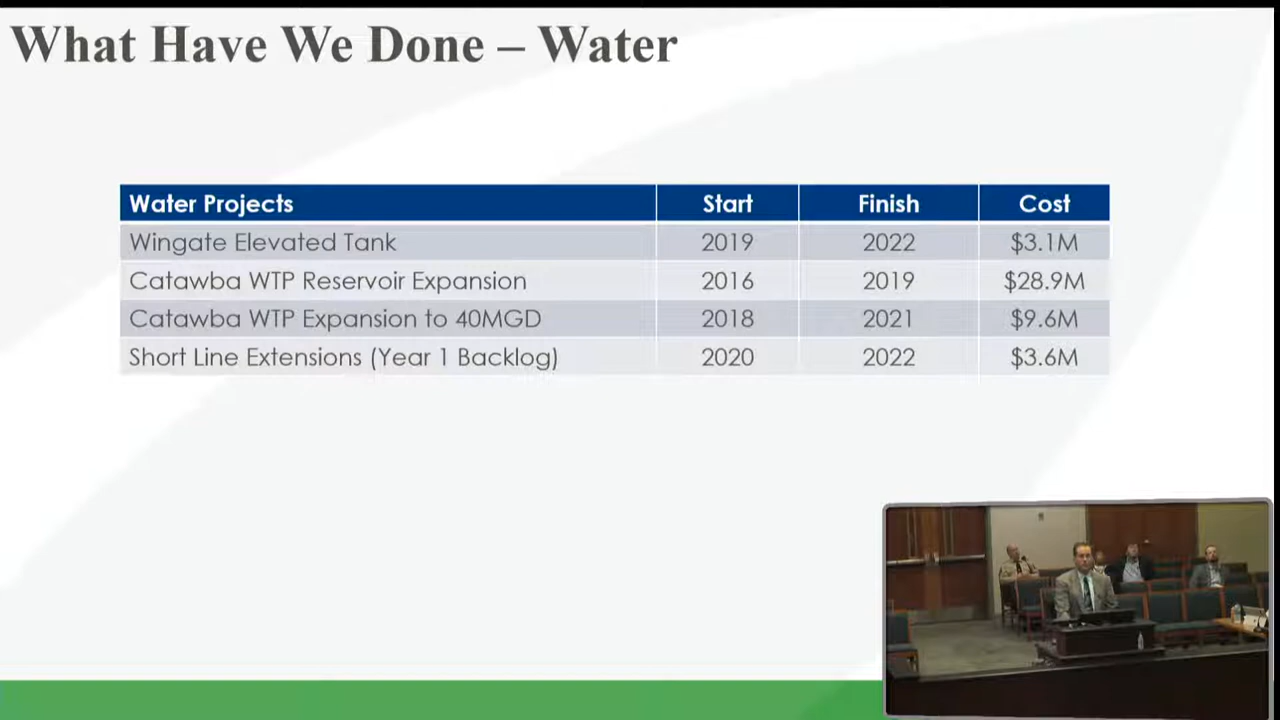 What Have We Done – Water
Water Projects Start Finish Cost
Wingate Elevated Tank 2019 2022 $3.1M
Catawba WTP Reservoir Expansion 2016 2019 $28.9M
Catawba WTP Expansion to 40MGD 2018 2021 $9.6M
Short Line Extensions (Year 1 Backlog) 2020 2022 $3.6M